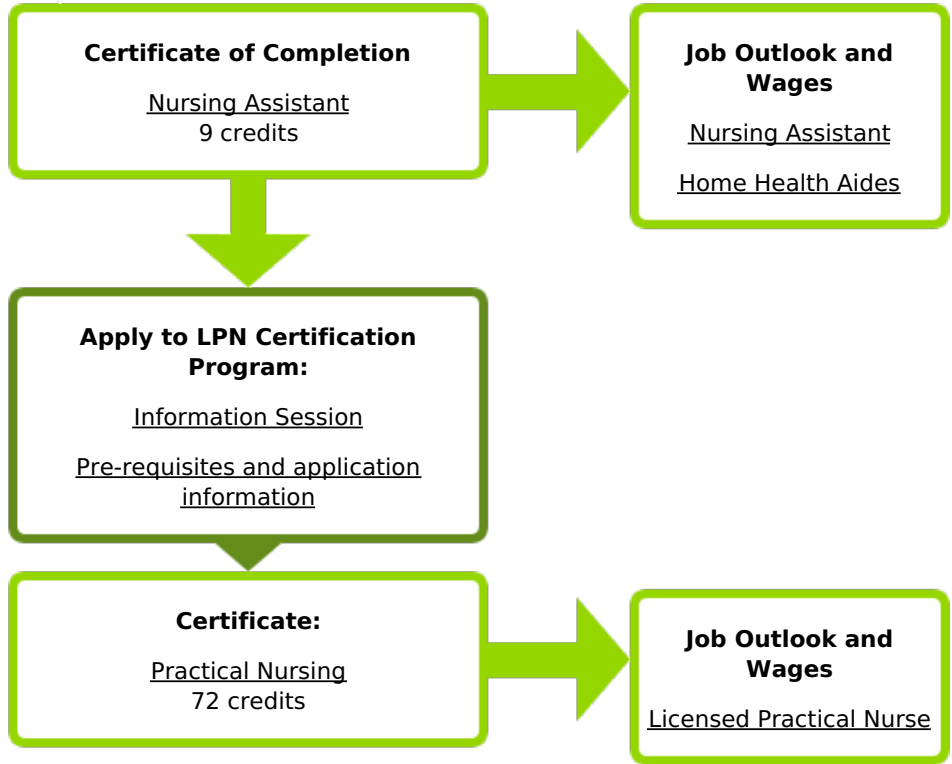 Certificate of Completion
Nursing Assistant
9 credits
Job Outlook and
Wages
Nursing Assistant
Home Health Aides
Apply to LPN Certification
Program:
Information Session
Pre-requisites and application
information
Certificate:
Practical Nursing
72 credits
Job Outlook and
Wages
Licensed Practical Nurse